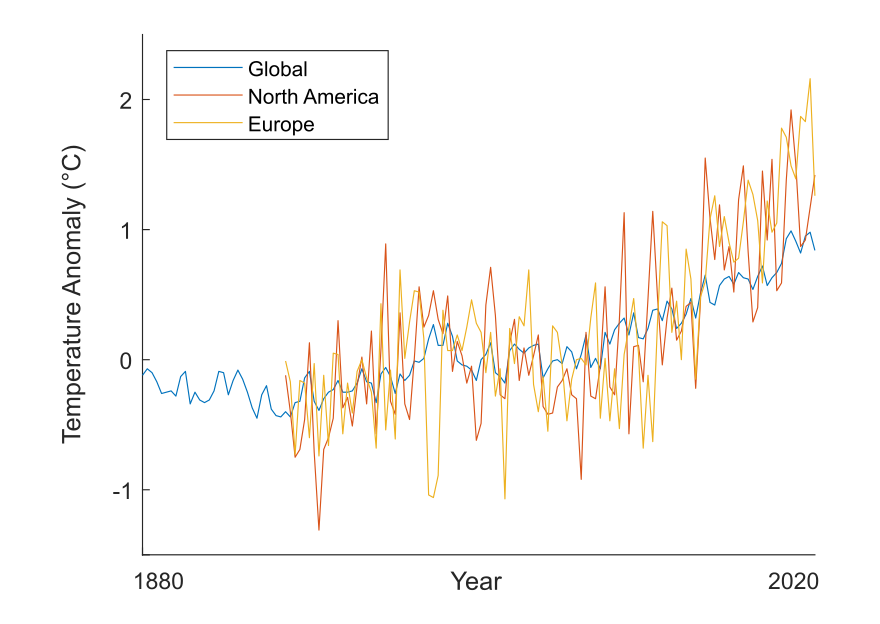 Global
North America
Europe
2
1
0
-1
Temperature Anomaly (°C)
1880
Year
2020